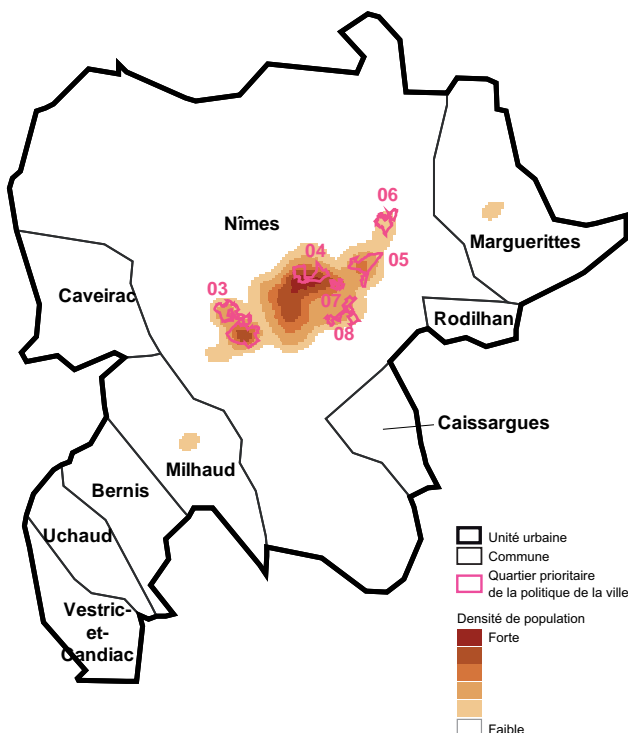 06
Nîmes
Marguerittes
04
05
Caveirac
03
07
Rodilhan
08
Caissargues
Milhaud
Bernis
Uchaud
Vestric-
et-
Candiac
Unité urbaine
Commune
Quartier prioritaire
de la politique de la ville
Densité de population
Forte
Faible